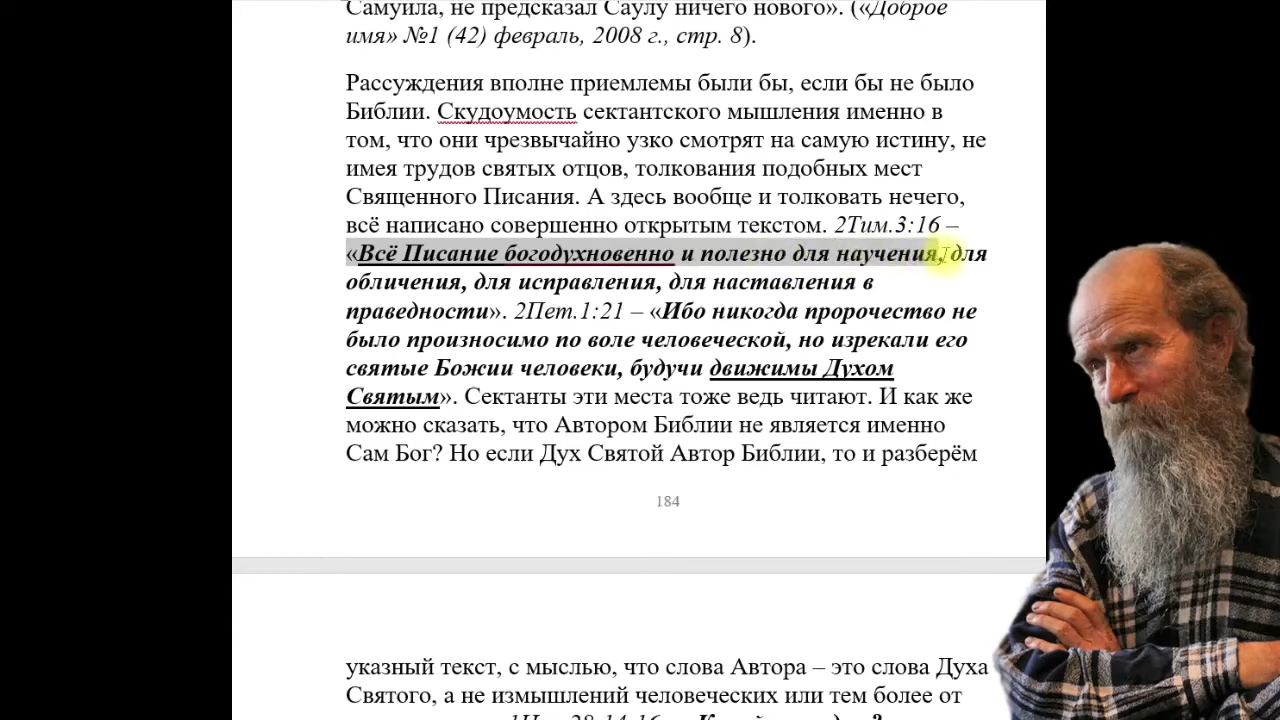 Самуила, не предсказал Саулу ничего нового». («Доброе
имя» №1 (42) февраль, 2008 г., стр. 8).
Рассуждения вполне приемлемы были бы, если бы не было
Библии. Скудоумость сектантского мышления именно в
том, что они чрезвычайно узко смотрят на самую истину, не
имея трудов святых отцов, толкования подобных мест
Священного Писания. А здесь вообще и толковать нечего,
всё написано совершенно открытым текстом. 2Тим.3:16 –
«Всё Писание богодухновенно и полезно для научения, для
обличения, для исправления, для наставления в
праведности». 2Пет.1:21 – «Ибо никогда пророчество не
было произносимо по воле человеческой, но изрекали его
святые Божии человеки, будучи движимы Духом
Святым». Сектанты эти места тоже ведь читают. И как же
можно сказать, что Автором Библии не является именно
Сам Бог? Но если Дух Святой Автор Библии, то и разберём
184
указный текст, с мыслью, что слова Автора – это слова Духа
Святого, а не измышлений человеческих или тем более от